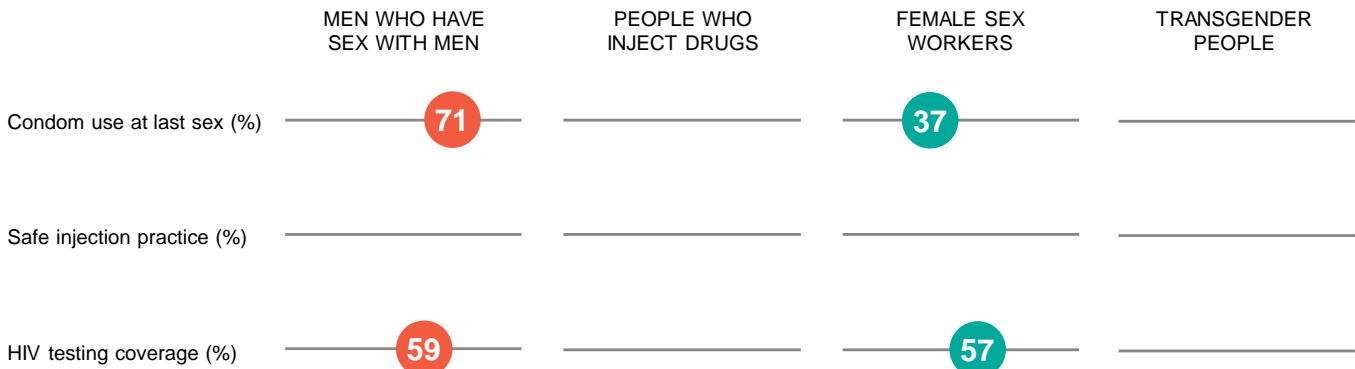 MEN WHO HAVE
SEX WITH MEN
PEOPLE WHO
INJECT DRUGS
FEMALE SEX
WORKERS
TRANSGENDER
PEOPLE
Condom use at last sex (%)
71
37
Safe injection practice (%)
HIV testing coverage (%)
59
57